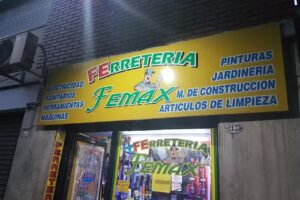 FERRETERIA
Femax
ELECTRICIDAD
SANITARIOS
HERRAMIENTAS
MAQUINAS
PINTURAS
JARDINERIA
M. DE CONSTRUCCION
ARTICULOS DE LIMPIEZA
FERRETERIA
Femax